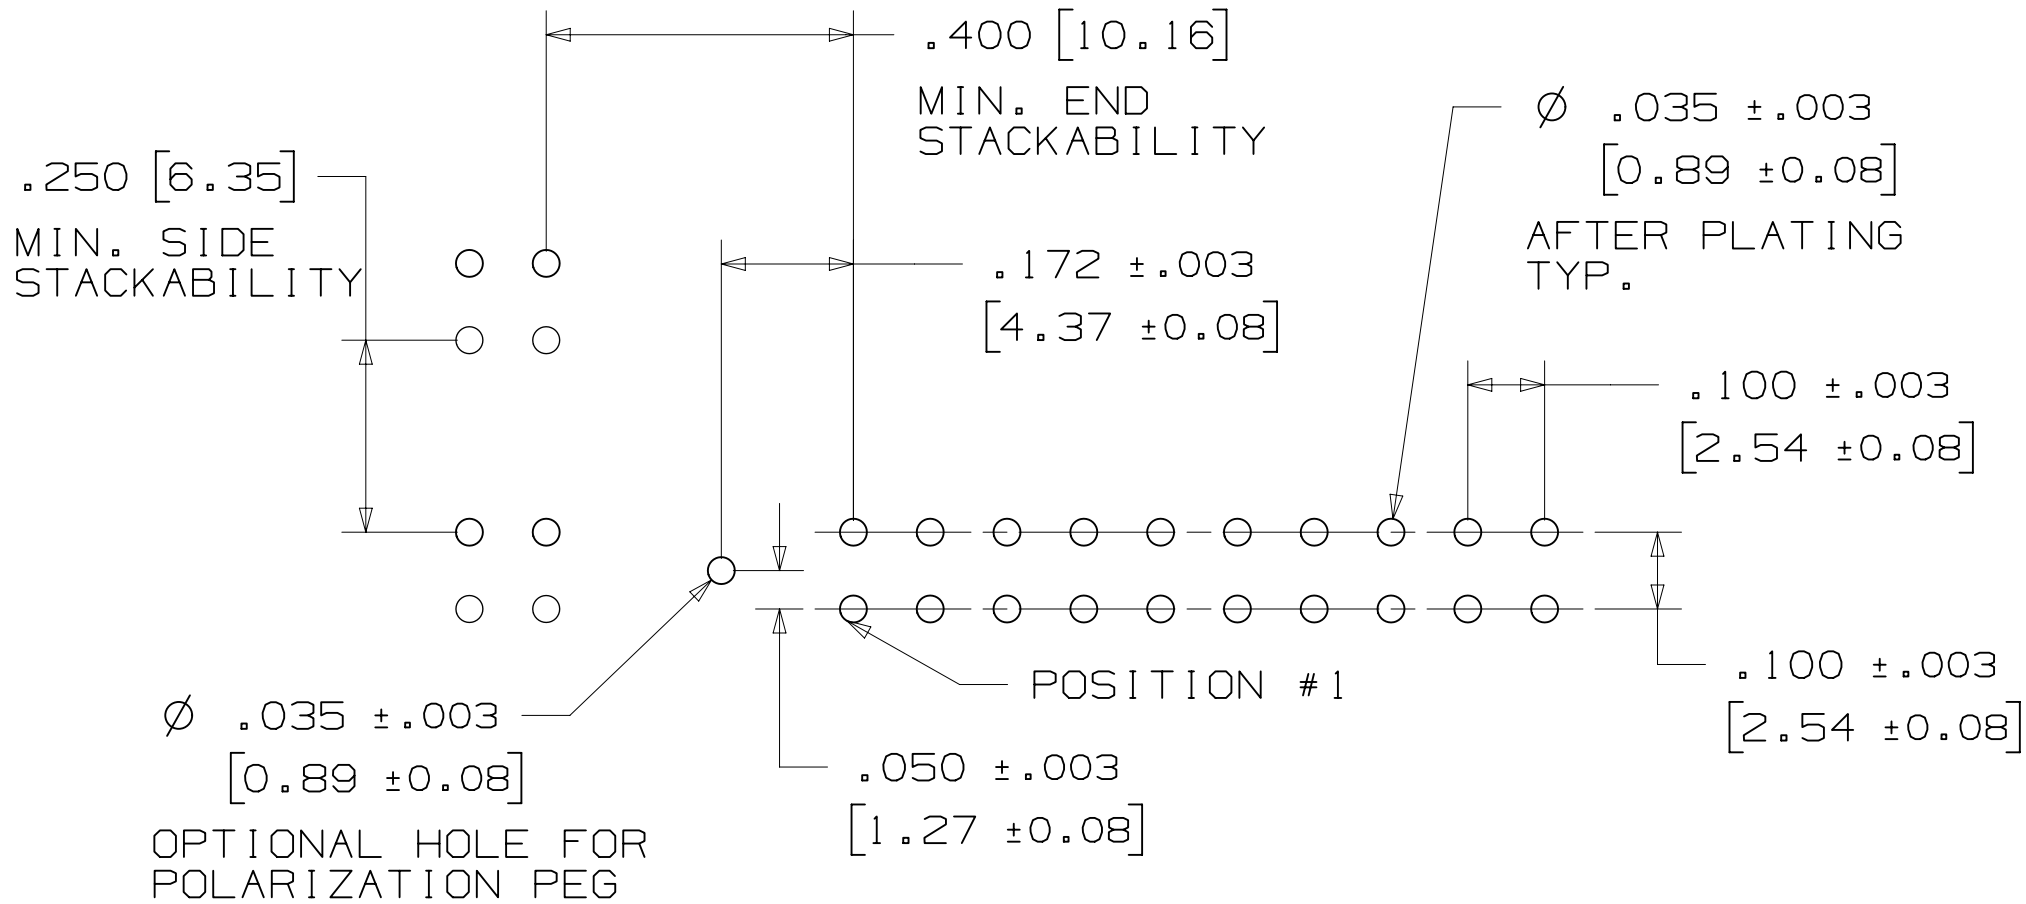 .400 [10.16]
MIN. END
STACKABILITY
Ø .035 ±.003
[0.89 ±0.08]
AFTER PLATING
TYP.
.250 [6.35]
MIN. SIDE
STACKABILITY
.172 ±.003
[4.37 ±0.08]
.100 ±.003
[2.54 ±0.08]
POSITION #1
.100 ±.003
[2.54 ±0.08]
Ø .035 ±.003
[0.89 ±0.08]
OPTIONAL HOLE FOR
POLARIZATION PEG
.050 ±.003
[1.27 ±0.08]